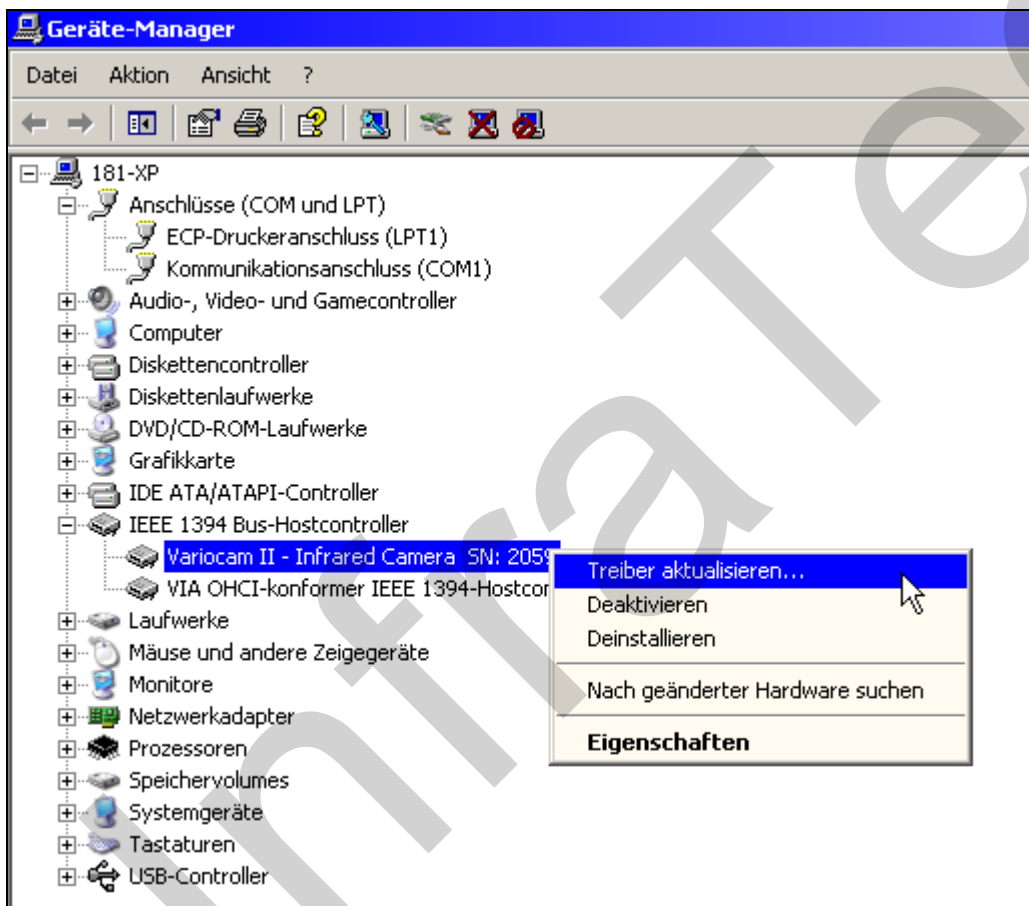 Geräte-Manager
Datei Aktion Ansicht ?
181-XP
Anschlüsse (COM und LPT)
ECP-Druckeranschluss (LPT1)
Kommunikationsanschluss (COM1)
Audio-, Video- und Gamecontroller
Computer
Diskettencontroller
Diskettenlaufwerke
DVD/CD-ROM-Laufwerke
Grafikkarte
IDE ATA/ATAPI-Controller
IEEE 1394 Bus-Hostcontroller
Variocam II - Infrared Camera SN: 2059
VIA OHCI-konformer IEEE 1394-Hostcon
Laufwerke
Mäuse und andere Zeigegeräte
Monitore
Netzwerkadapter
Prozessoren
Speichervolumes
Systemgeräte
Tastaturen
USB-Controller
Treiber aktualisieren...
Deaktivieren
Deinstallieren
Nach geänderter Hardware suchen
Eigenschaften
InfraTe